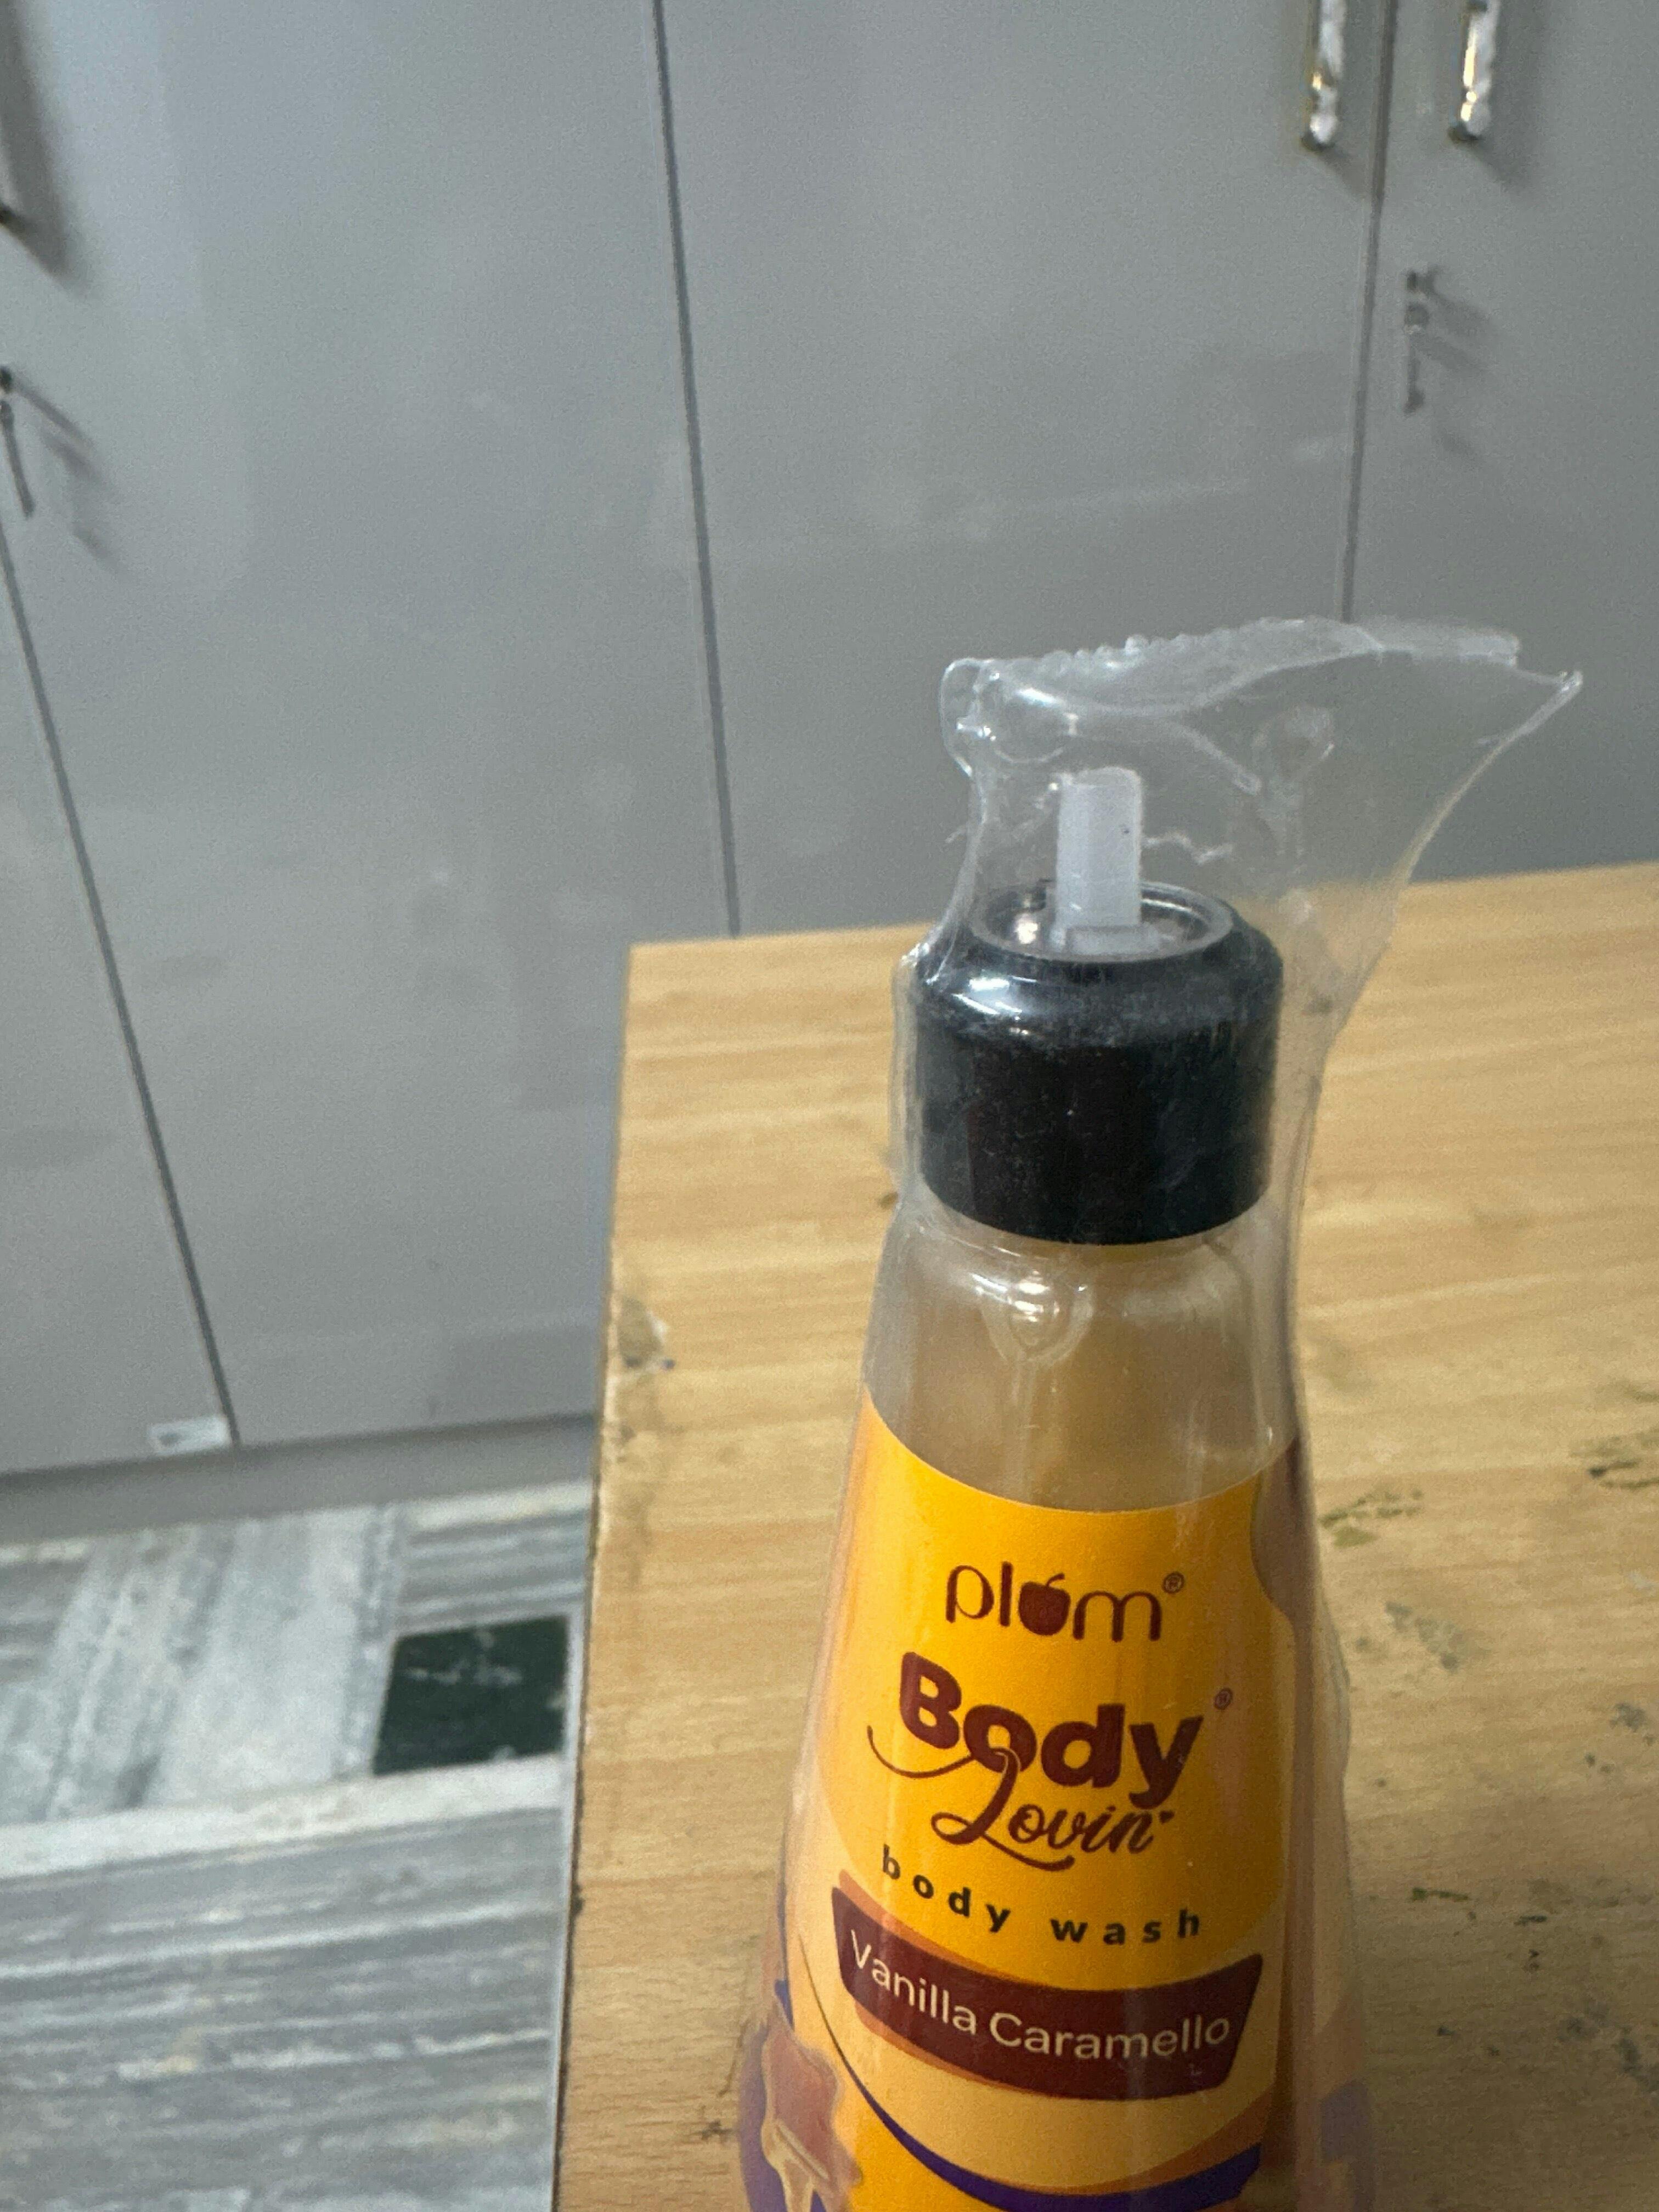 plum®
Body®
Lovin'
body wash
Vanilla Caramello